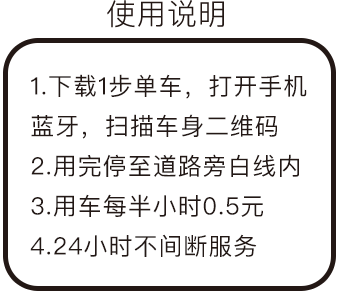 使用说明
1.下载1步单车，打开手机
蓝牙，扫描车身二维码
2.用完停至道路旁白线内
3.用车每半小时0.5元
4.24小时不间断服务